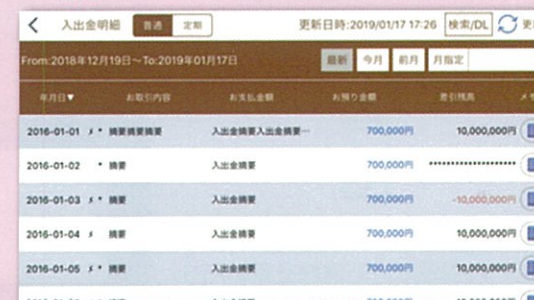 入出金明細 普通 定期 更新日時:2019/01/17 17:26 検索/DL 更
From:2018年12月19日～To:2019年01月17日 最新 今月 前月 月指定
年月日▼ お取引内容 お支払金額 お預り金額 差引残高 メモ
2016-01-01 〆 * 摘要摘要摘要 入出金摘要入出金摘要… 700,000円 10,000,000円
2016-01-02 * 摘要 入出金摘要 700,000円 ********************
2016-01-03 〆 * 摘要 入出金摘要 700,000円 -10,000,000円
2016-01-04 〆 * 摘要 入出金摘要 700,000円 10,000,000円
2016-01-05 〆 * 摘要 入出金摘要 700,000円 10,000,000円